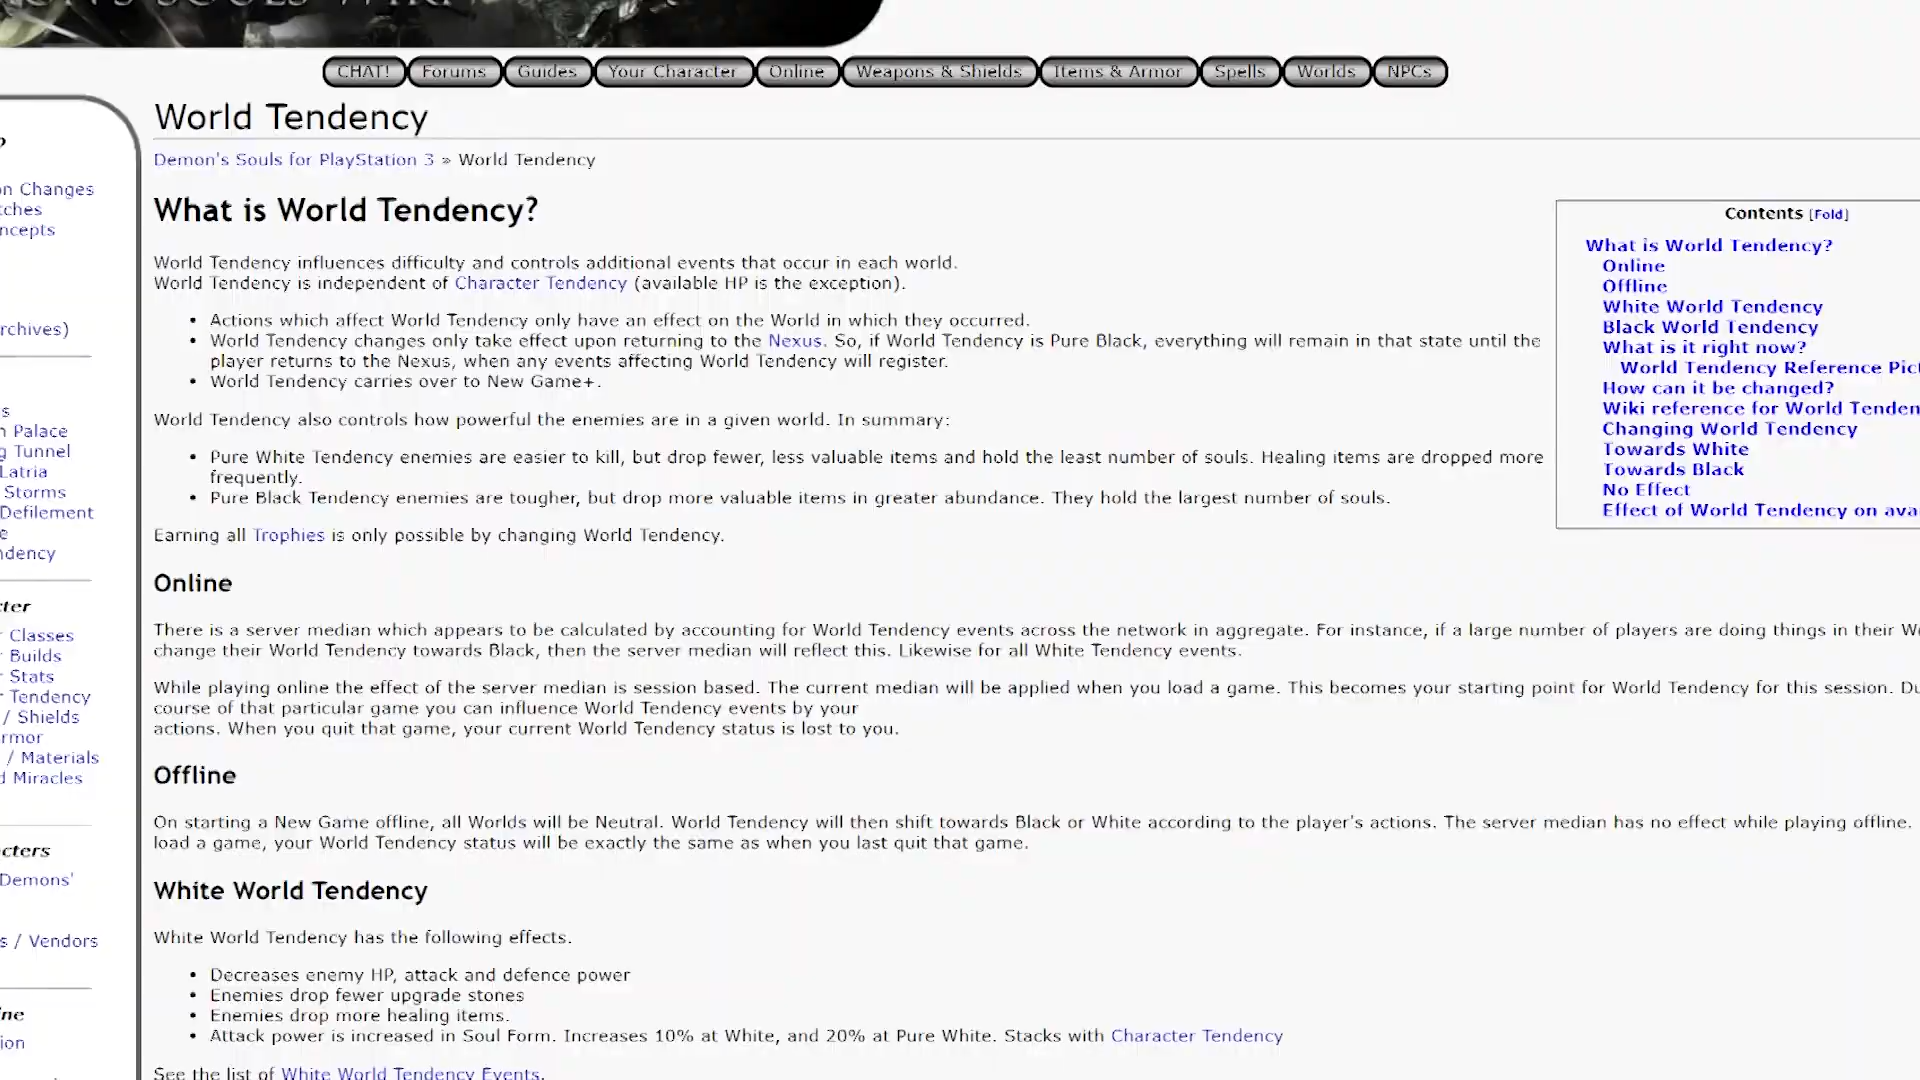 CHAT! Forums Guides Your Character Online Weapons & Shields Items & Armor Spells Worlds NPCs
World Tendency
Demon's Souls for PlayStation 3 » World Tendency
What is World Tendency?
World Tendency influences difficulty and controls additional events that occur in each world.
World Tendency is independent of Character Tendency (available HP is the exception).
• Actions which affect World Tendency only have an effect on the World in which they occurred.
• World Tendency changes only take effect upon returning to the Nexus. So, if World Tendency is Pure Black, everything will remain in that state until the
player returns to the Nexus, when any events affecting World Tendency will register.
• World Tendency carries over to New Game+.
World Tendency also controls how powerful the enemies are in a given world. In summary:
• Pure White Tendency enemies are easier to kill, but drop fewer, less valuable items and hold the least number of souls. Healing items are dropped more
frequently.
• Pure Black Tendency enemies are tougher, but drop more valuable items in greater abundance. They hold the largest number of souls.
Earning all Trophies is only possible by changing World Tendency.
Online
There is a server median which appears to be calculated by accounting for World Tendency events across the network in aggregate. For instance, if a large number of players are doing things in their
change their World Tendency towards Black, then the server median will reflect this. Likewise for all White Tendency events.
While playing online the effect of the server median is session based. The current median will be applied when you load a game. This becomes your starting point for World Tendency for this session.
course of that particular game you can influence World Tendency events by your
actions. When you quit that game, your current World Tendency status is lost to you.
Offline
On starting a New Game offline, all Worlds will be Neutral. World Tendency will then shift towards Black or White according to the player's actions. The server median has no effect while playing offline.
load a game, your World Tendency status will be exactly the same as when you last quit that game.
White World Tendency
White World Tendency has the following effects.
• Decreases enemy HP, attack and defence power
• Enemies drop fewer upgrade stones
• Enemies drop more healing items.
• Attack power is increased in Soul Form. Increases 10% at White, and 20% at Pure White. Stacks with Character Tendency
See the list of White World Tendency Events.
Contents [Fold]
What is World Tendency?
Online
Offline
White World Tendency
Black World Tendency
What is it right now?
World Tendency Reference
How can it be changed?
Wiki reference for World
Changing World Tendency
Towards White
Towards Black
No Effect
Effect of World Tendency on
Changes
Palace
Tunnel
Latria
Storms
Defilement
Classes
Builds
Stats
Tendency
/ Shields
/ Materials
Miracles
Demons'
/ Vendors